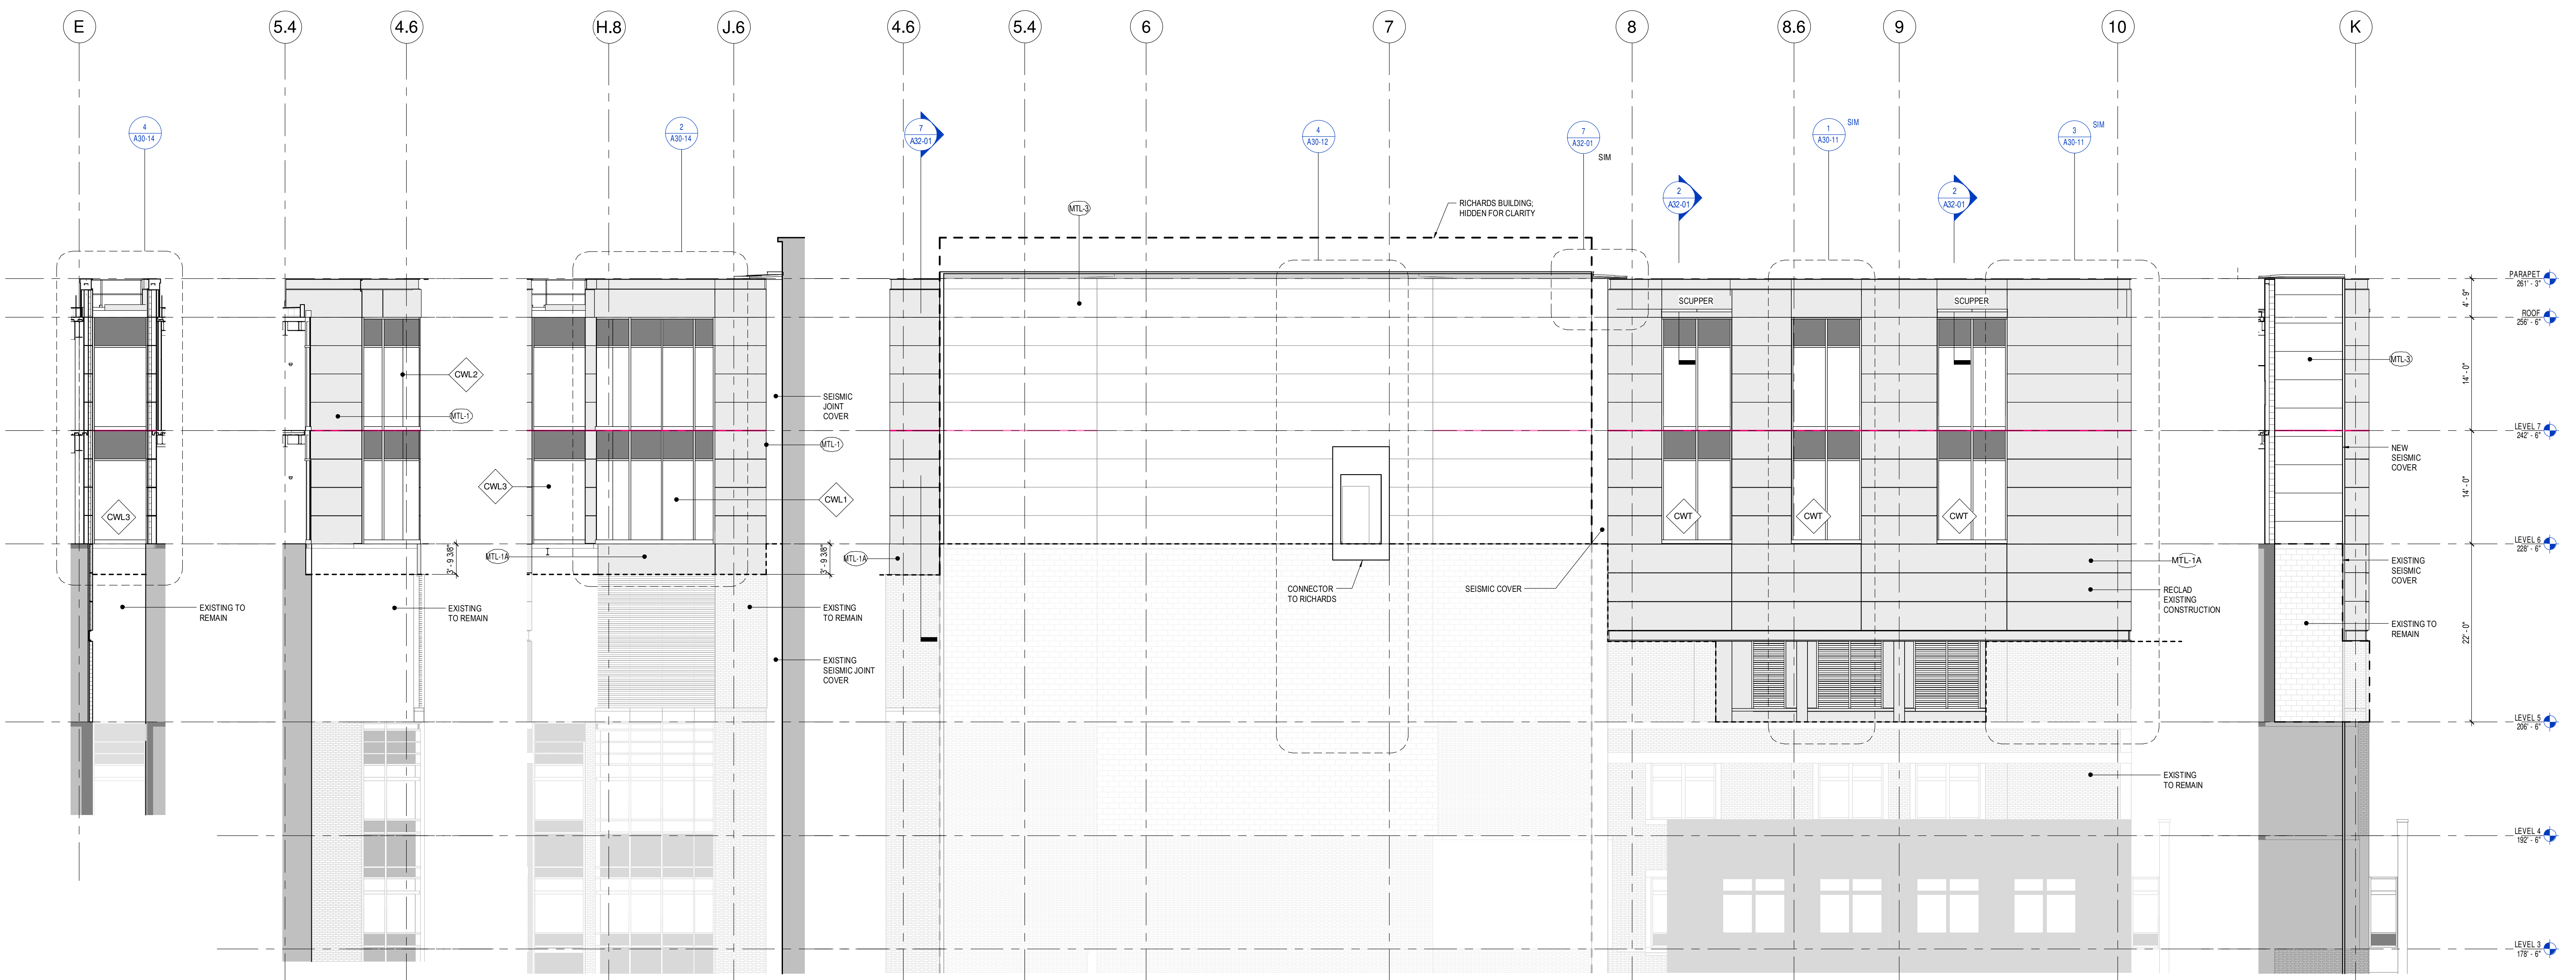 E
5.4
4.6
H.8
J.6
4.6
5.4
6
7
8
8.6
9
10
K
4
A30-14
2
A30-14
7
A32-01
4
A30-12
7
A32-01
SIM
1
A30-11
SIM
3
A30-11
SIM
2
A32-01
2
A32-01
MTL-3
RICHARDS BUILDING;
HIDDEN FOR CLARITY
SCUPPER
SCUPPER
PARAPET
261' - 3"
4' - 9"
ROOF
256' - 6"
14' - 0"
MTL-3
CWL2
MTL-1
SEISMIC
JOINT
COVER
MTL-1
LEVEL 7
242' - 6"
NEW
SEISMIC
COVER
14' - 0"
CWL3
CWL3
CWL1
CWT
CWT
CWT
LEVEL 6
228' - 6"
3' - 9 3/8"
MTL-1A
3' - 9 3/8"
MTL-1A
MTL-1A
EXISTING
SEISMIC
COVER
CONNECTOR
TO RICHARDS
SEISMIC COVER
RECLAD
EXISTING
CONSTRUCTION
EXISTING TO
REMAIN
EXISTING
TO REMAIN
EXISTING
TO REMAIN
EXISTING TO
REMAIN
22' - 0"
EXISTING
SEISMIC JOINT
COVER
LEVEL 5
206' - 6"
EXISTING
TO REMAIN
LEVEL 4
192' - 6"
LEVEL 3
178' - 6"